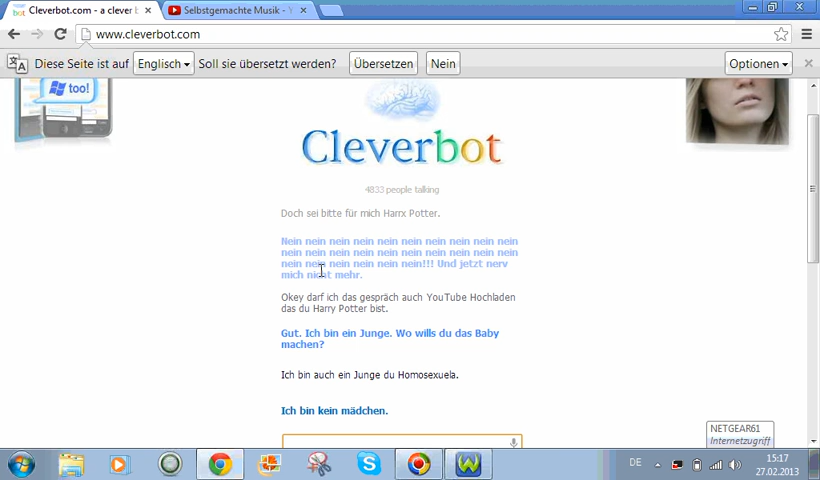 Cleverbot.com - a clever b
Selbstgemachte Musik - Y
www.cleverbot.com
Diese Seite ist auf Englisch Soll sie übersetzt werden? Übersetzen Nein Optionen
too!
Cleverbot
4833 people talking
Doch sei bitte für mich Harrx Potter.
Nein nein nein nein nein nein nein nein nein nein
nein nein nein nein nein nein nein nein nein nein
nein nein nein nein nein nein!!! Und jetzt nerv
mich nicht mehr.
Okey darf ich das gespräch auch YouTube Hochladen
das du Harry Potter bist.
Gut. Ich bin ein Junge. Wo wills du das Baby
machen?
Ich bin auch ein Junge du Homosexuela.
Ich bin kein mädchen.
NETGEAR61
Internetzugriff
DE
15:17
27.02.2013